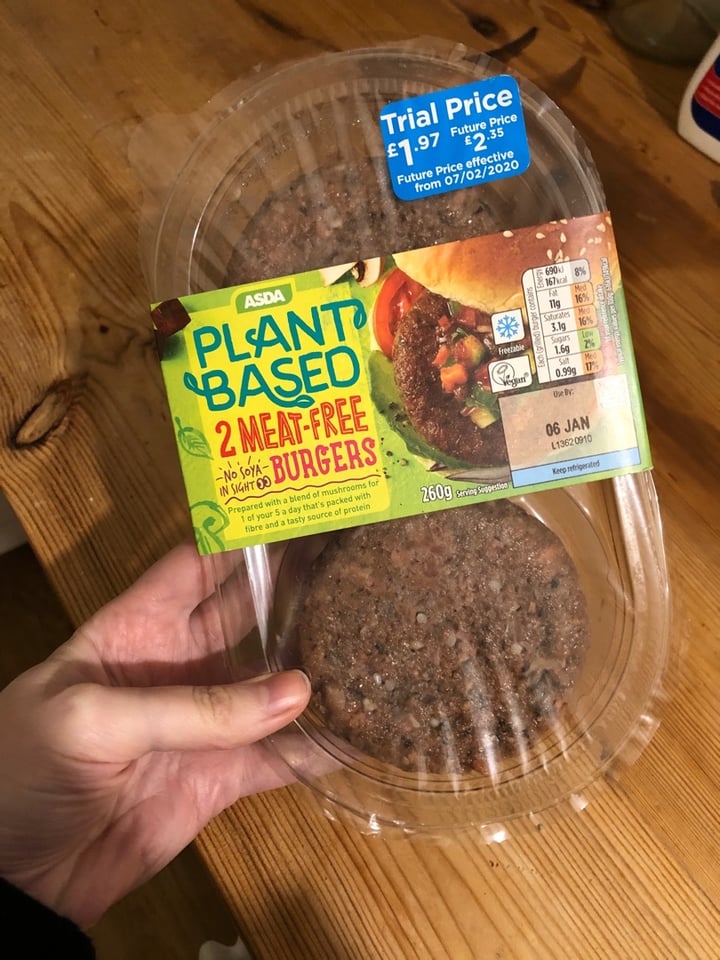 Trial Price
£1.97 Future Price £2.35
Future Price effective
from 07/02/2020
ASDA
PLANT
BASED
2 MEAT-FREE
BURGERS
NO SOYA
IN SIGHT
Prepared with a blend of mushrooms for
1 of your 5 a day that's packed with
fibre and a tasty source of protein
260g Serving Suggestion
Freezable
Vegan
Each (grilled) burger contains
Energy 690kJ 167kcal 8%
Fat 11g Med 16%
Saturates 3.1g Med 16%
Sugars 1.6g Low 2%
Salt 0.99g Med 17%
Use By:
06 JAN
L1362 0910
Keep refrigerated